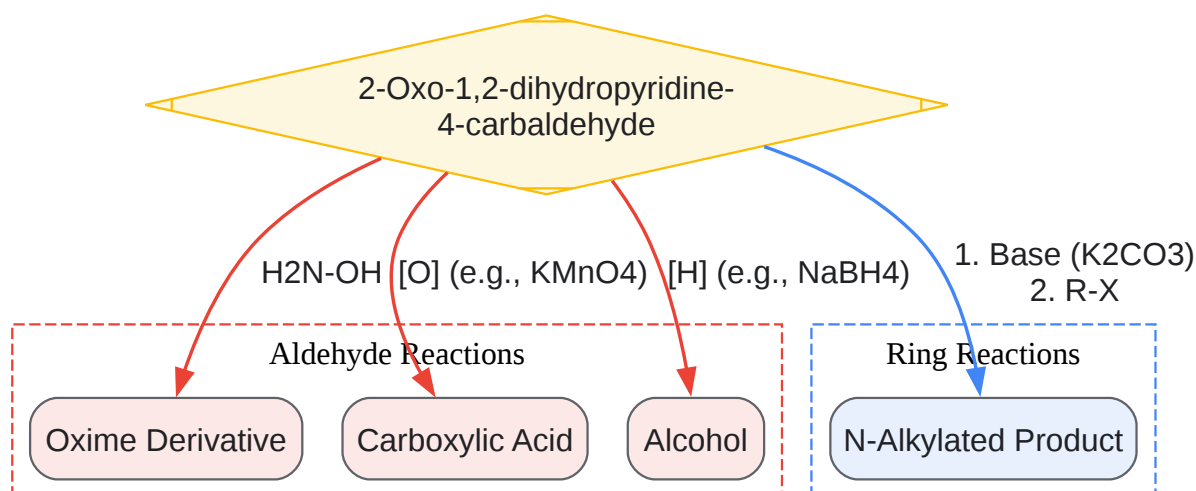 2-Oxo-1,2-dihydropyridine-
4-carbaldehyde
H2N-OH
[O] (e.g., KMnO4)
[H] (e.g., NaBH4)
1. Base (K2CO3)
2. R-X
Aldehyde Reactions
Ring Reactions
Oxime Derivative
Carboxylic Acid
Alcohol
N-Alkylated Product